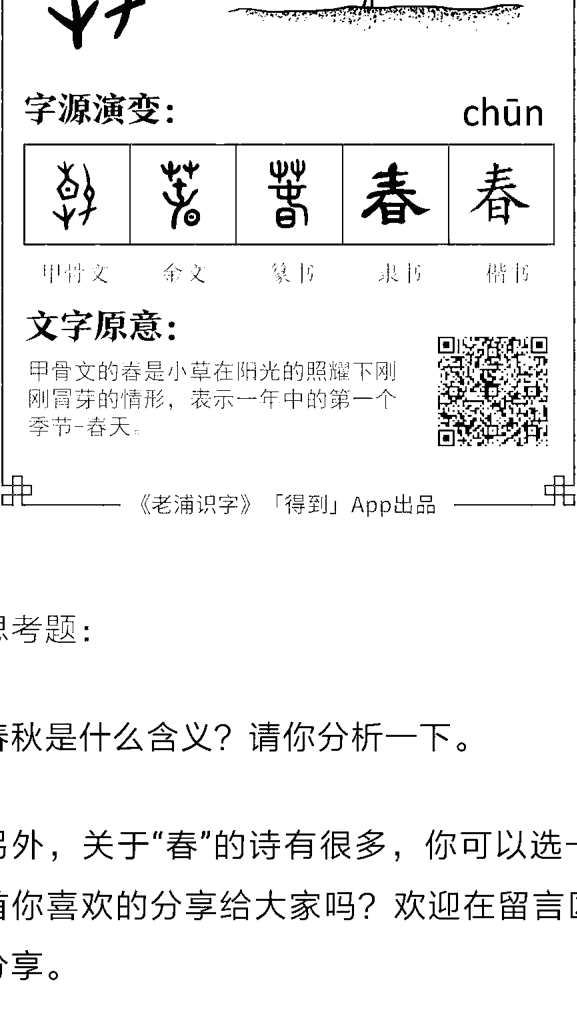 字源演变：
chūn
春 春
甲骨文 金文 篆书 隶书 楷书
文字原意：
甲骨文的春是小草在阳光的照耀下刚
刚冒芽的情形，表示一年中的第一个
季节-春天。
《老浦识字》「得到」App出品
思考题：
春秋是什么含义？请你分析一下。
另外，关于“春”的诗有很多，你可以选一
首你喜欢的分享给大家吗？欢迎在留言区
分享。